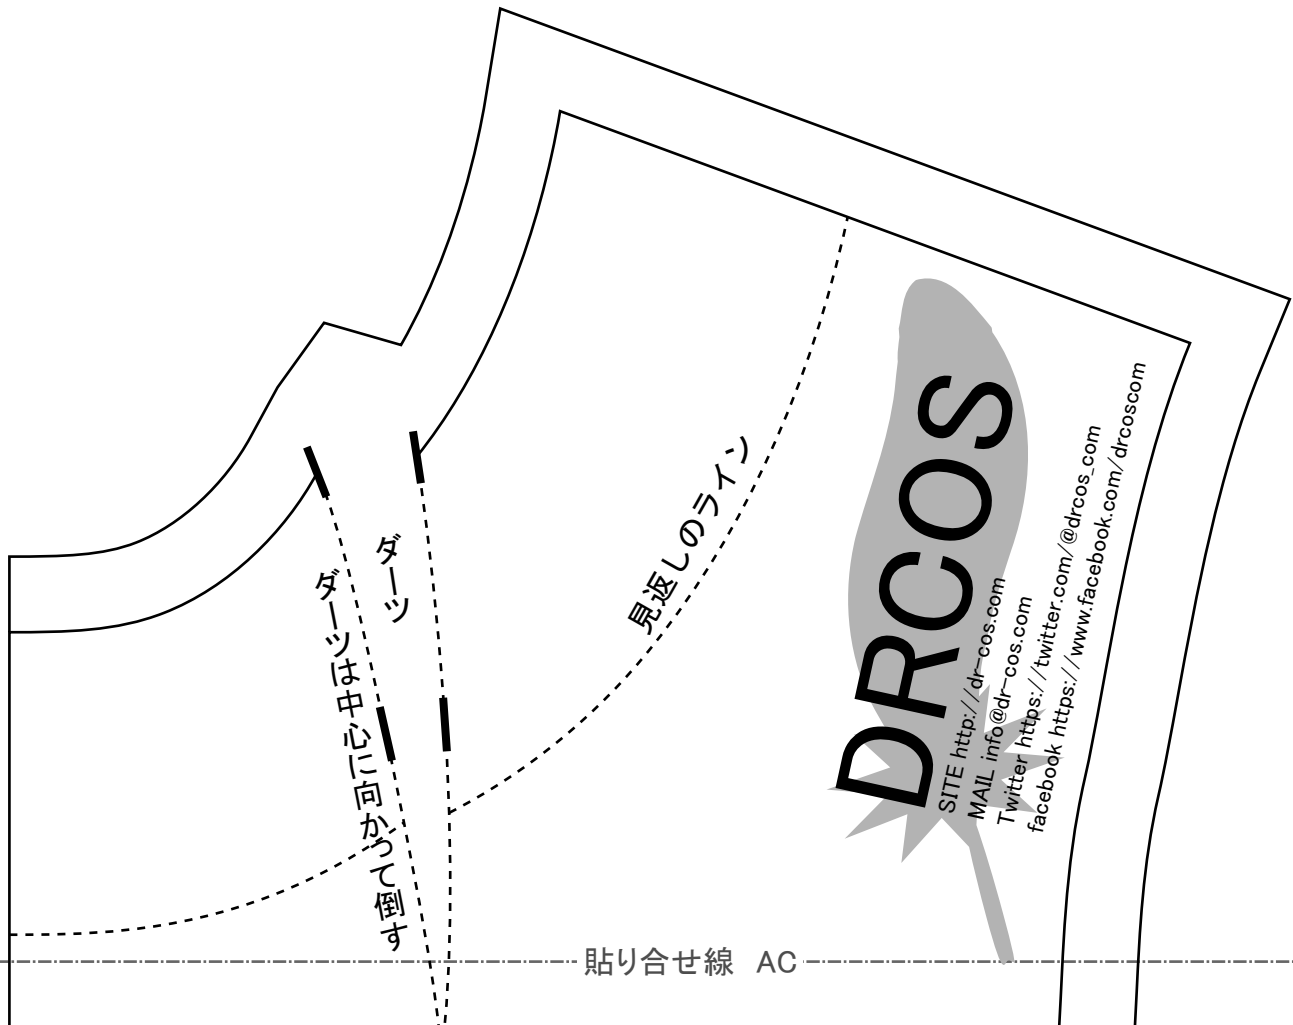 ダーツ
ダーツは中心に向かって倒す
見返しのライン
DRCOS
SITE http://dr-cos.com
MAIL info@dr-cos.com
Twitter https://twitter.com/@drcos_com
facebook https://www.facebook.com/drcoscom
貼り合せ線　AC